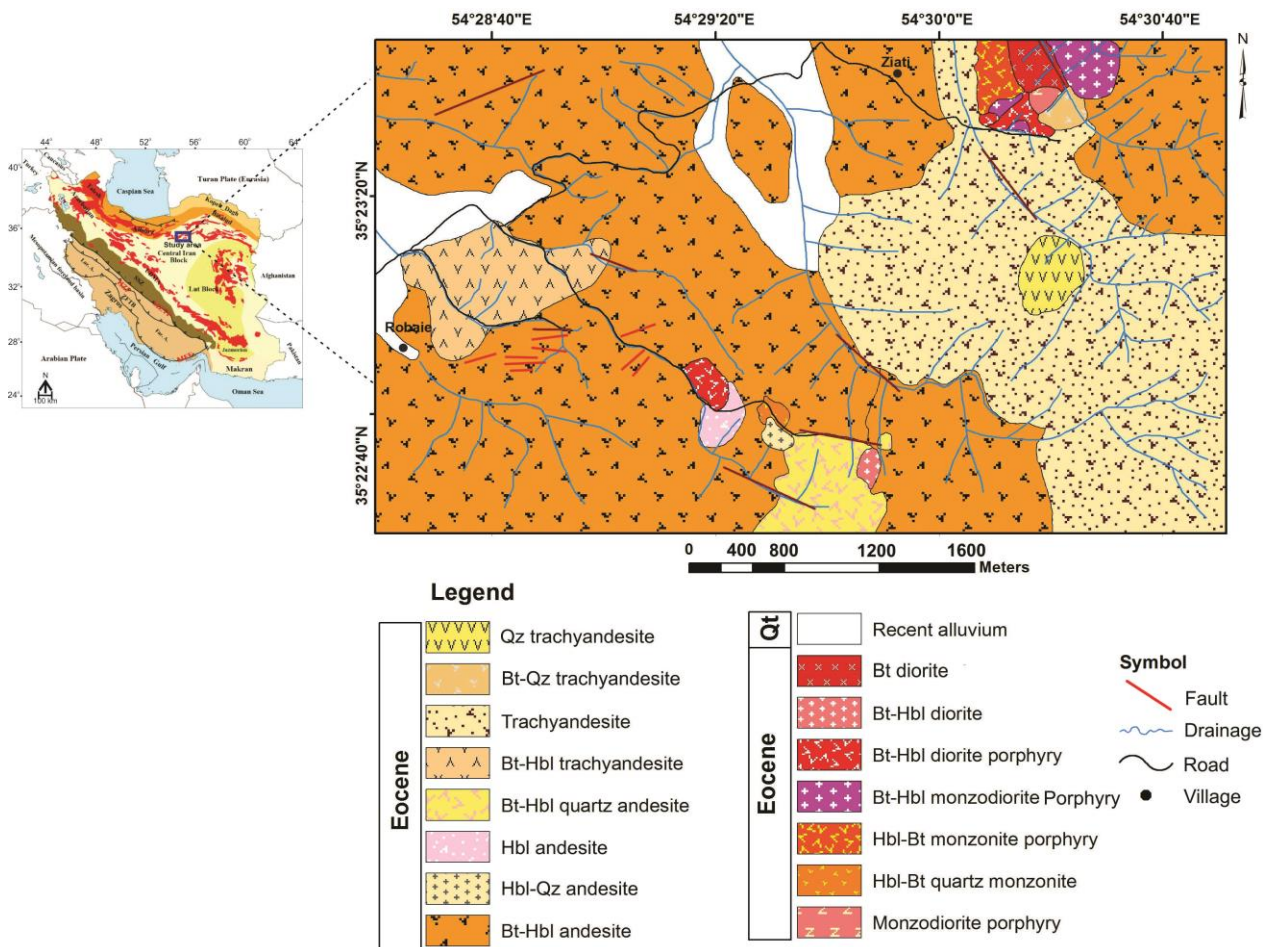 54°28'40"E
54°29'20"E
54°30'0"E
54°30'40"E
N
35°23'20"N
35°22'40"N
Ziati
Robaie
44°
48°
52°
56°
60°
64°
40°
36°
32°
28°
24°
Turkey
Caspian Sea
Turan Plate (Eurasia)
Kopeh Dagh
Study area
Central Iran
Block
Lut Block
Afghanistan
Zagros
Arabian Plate
Persian Gulf
Makran
Pakistan
Oman Sea
N
100 km
0
400
800
1200
1600
Meters
Legend
Eocene
Qz trachyandesite
Bt-Qz trachyandesite
Trachyandesite
Bt-Hbl trachyandesite
Bt-Hbl quartz andesite
Hbl andesite
Hbl-Qz andesite
Bt-Hbl andesite
Qt
Recent alluvium
Eocene
Bt diorite
Bt-Hbl diorite
Bt-Hbl diorite porphyry
Bt-Hbl monzodiorite Porphyry
Hbl-Bt monzonite porphyry
Hbl-Bt quartz monzonite
Monzodiorite porphyry
Symbol
Fault
Drainage
Road
Village